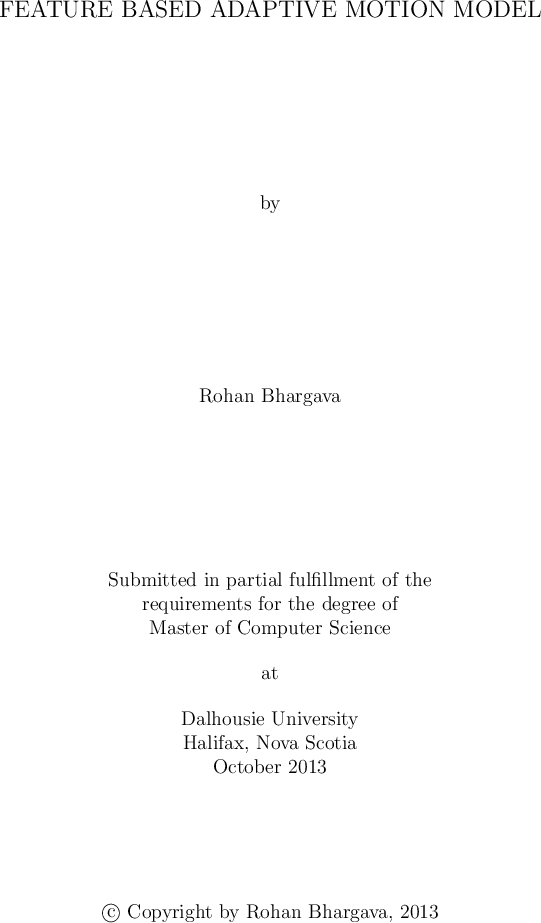 FEATURE BASED ADAPTIVE MOTION MODEL
by
Rohan Bhargava
Submitted in partial fulfillment of the
requirements for the degree of
Master of Computer Science
at
Dalhousie University
Halifax, Nova Scotia
October 2013
© Copyright by Rohan Bhargava, 2013